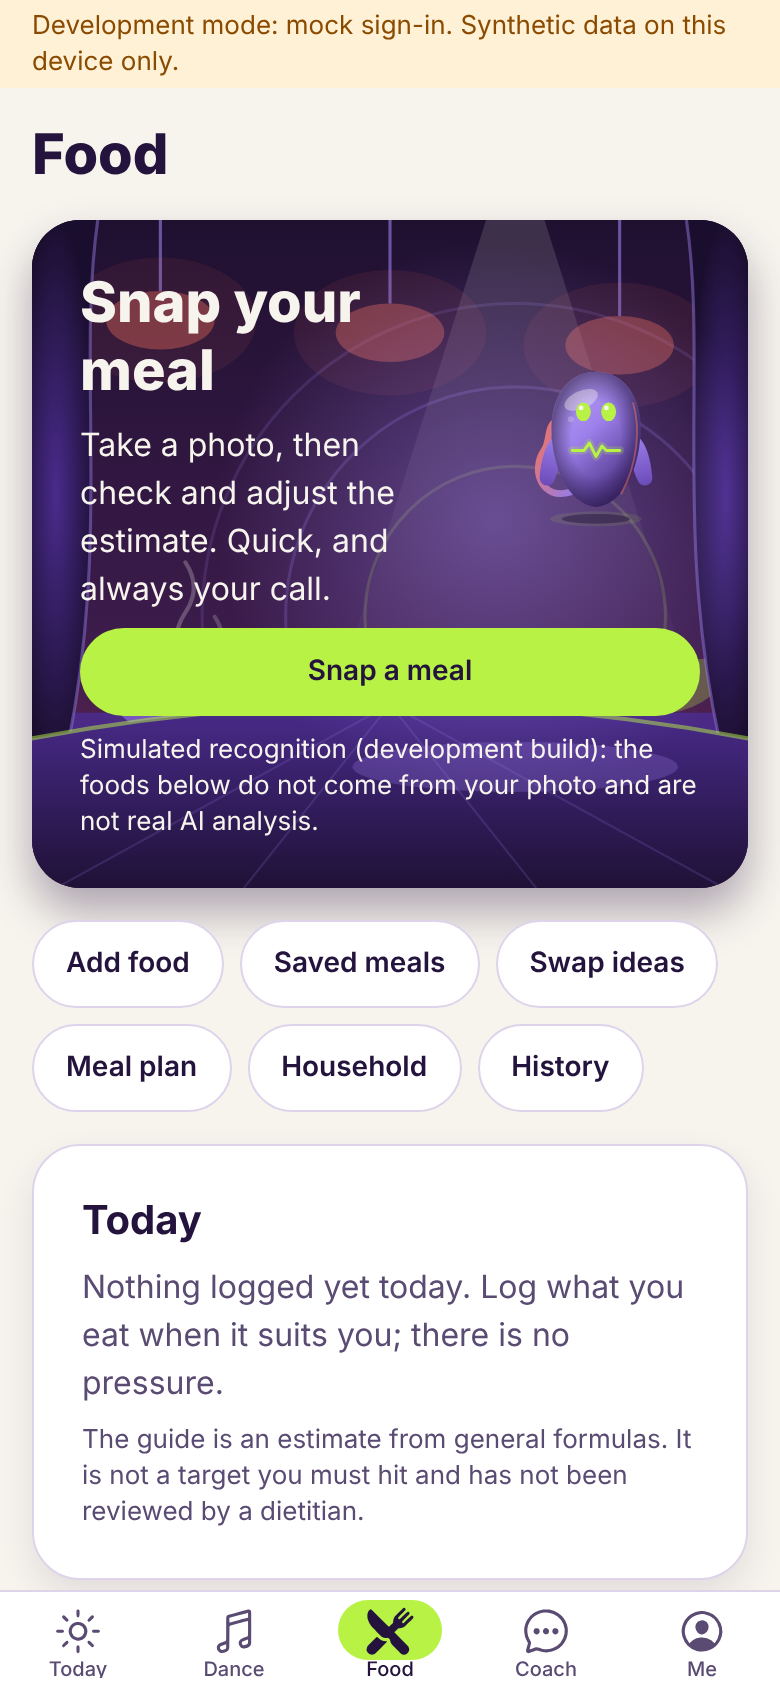 Development mode: mock sign-in. Synthetic data on this
device only.
Food
Snap your
meal
Take a photo, then
check and adjust the
estimate. Quick, and
always your call.
Snap a meal
Simulated recognition (development build): the
foods below do not come from your photo and are
not real AI analysis.
Add food
Saved meals
Swap ideas
Meal plan
Household
History
Today
Nothing logged yet today. Log what you
eat when it suits you; there is no
pressure.
The guide is an estimate from general formulas. It
is not a target you must hit and has not been
reviewed by a dietitian.
Today
Dance
Food
Coach
Me